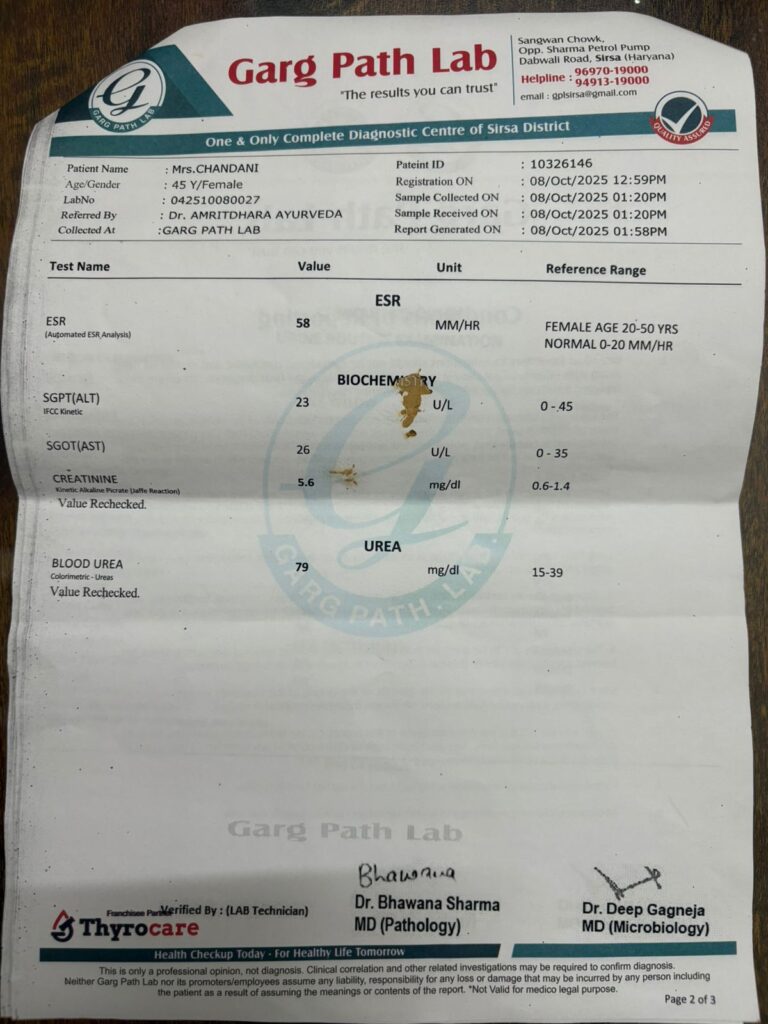 Garg Path Lab
"The results you can trust"
Sangwan Chowk,
Opp. Sharma Petrol Pump
Dabwali Road, Sirsa (Haryana)
Helpline : 96970-19000
94913-19000
email : gplsirsa@gmail.com
G
GARG PATH LAB
QUALITY ASSURED
One & Only Complete Diagnostic Centre of Sirsa District
Patient Name : Mrs.CHANDANI Pateint ID : 10326146
Age/Gender : 45 Y/Female Registration ON : 08/Oct/2025 12:59PM
LabNo : 042510080027 Sample Collected ON : 08/Oct/2025 01:20PM
Referred By : Dr. AMRITDHARA AYURVEDA Sample Received ON : 08/Oct/2025 01:20PM
Collected At :GARG PATH LAB Report Generated ON : 08/Oct/2025 01:58PM
Test Name Value Unit Reference Range
ESR
ESR 58 MM/HR FEMALE AGE 20-50 YRS
(Automated ESR Analysis) NORMAL 0-20 MM/HR
BIOCHEMISTRY
SGPT(ALT) 23 U/L 0 - 45
IFCC Kinetic
SGOT(AST) 26 U/L 0 - 35
CREATININE 5.6 mg/dl 0.6-1.4
Kinetic Alkaline Picrate (Jaffe Reaction)
Value Rechecked.
UREA
BLOOD UREA 79 mg/dl 15-39
Colorimetric - Ureas
Value Rechecked.
G
GARG PATH. LAB.
Garg Path Lab
Bhawana
Franchisee Partner Verified By : (LAB Technician) Dr. Bhawana Sharma Dr. Deep Gagneja
Thyrocare MD (Pathology) MD (Microbiology)
Health Checkup Today - For Healthy Life Tomorrow
This is only a professional opinion, not diagnosis. Clinical correlation and other related investigations may be required to confirm diagnosis.
Neither Garg Path Lab nor its promoters/employees assume any liability, responsibility for any loss or damage that may be incurred by any person including
the patient as a result of assuming the meanings or contents of the report. *Not Valid for medico legal purpose.
Page 2 of 3